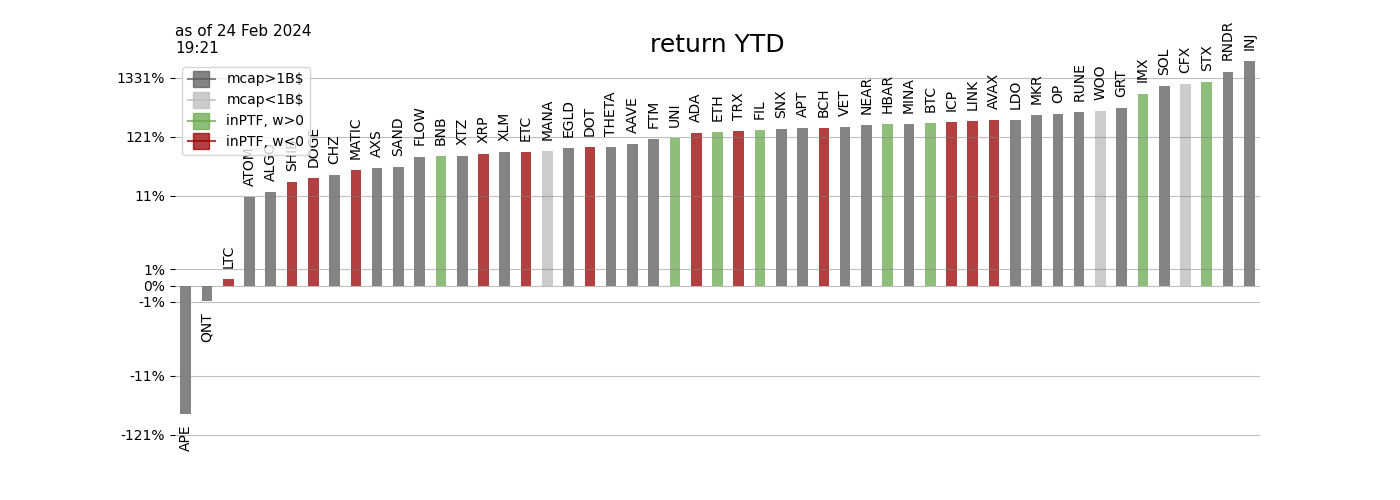 as of 24 Feb 2024
19:21
return YTD
mcap>1B$
mcap<1B$
inPTF, w>0
inPTF, w<0
1331%
121%
11%
1%
0%
-1%
-11%
-121%
APE
QNT
LTC
ATOM
ALGO
SHIB
DOGE
CHZ
MATIC
AXS
SAND
FLOW
BNB
XTZ
XRP
XLM
ETC
MANA
EGLD
DOT
THETA
AAVE
FTM
UNI
ADA
ETH
TRX
FIL
SNX
APT
BCH
VET
NEAR
HBAR
MINA
BTC
ICP
LINK
AVAX
LDO
MKR
OP
RUNE
WOO
GRT
IMX
SOL
CFX
STX
RNDR
INJ